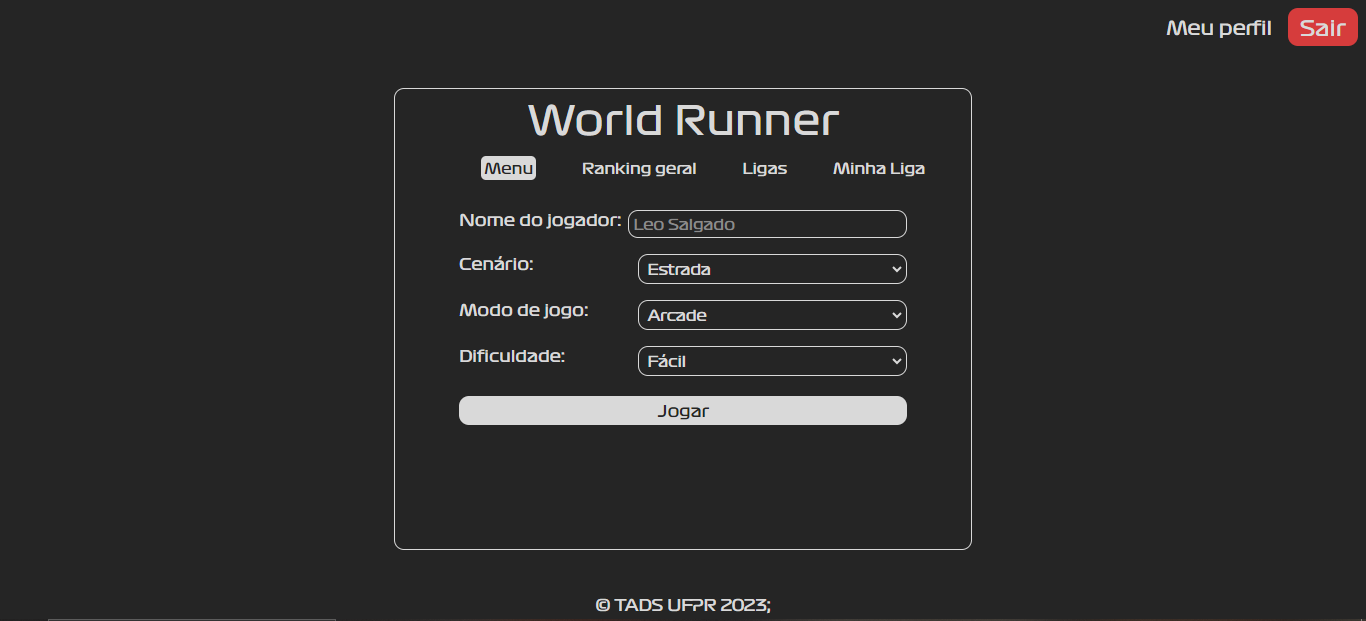 Meu perfil Sair
World Runner
Menu Ranking geral Ligas Minha Liga
Nome do jogador: Leo Salgado
Cenário: Estrada
Modo de jogo: Arcade
Dificuldade: Fácil
Jogar
© TADS UFPR 2023;